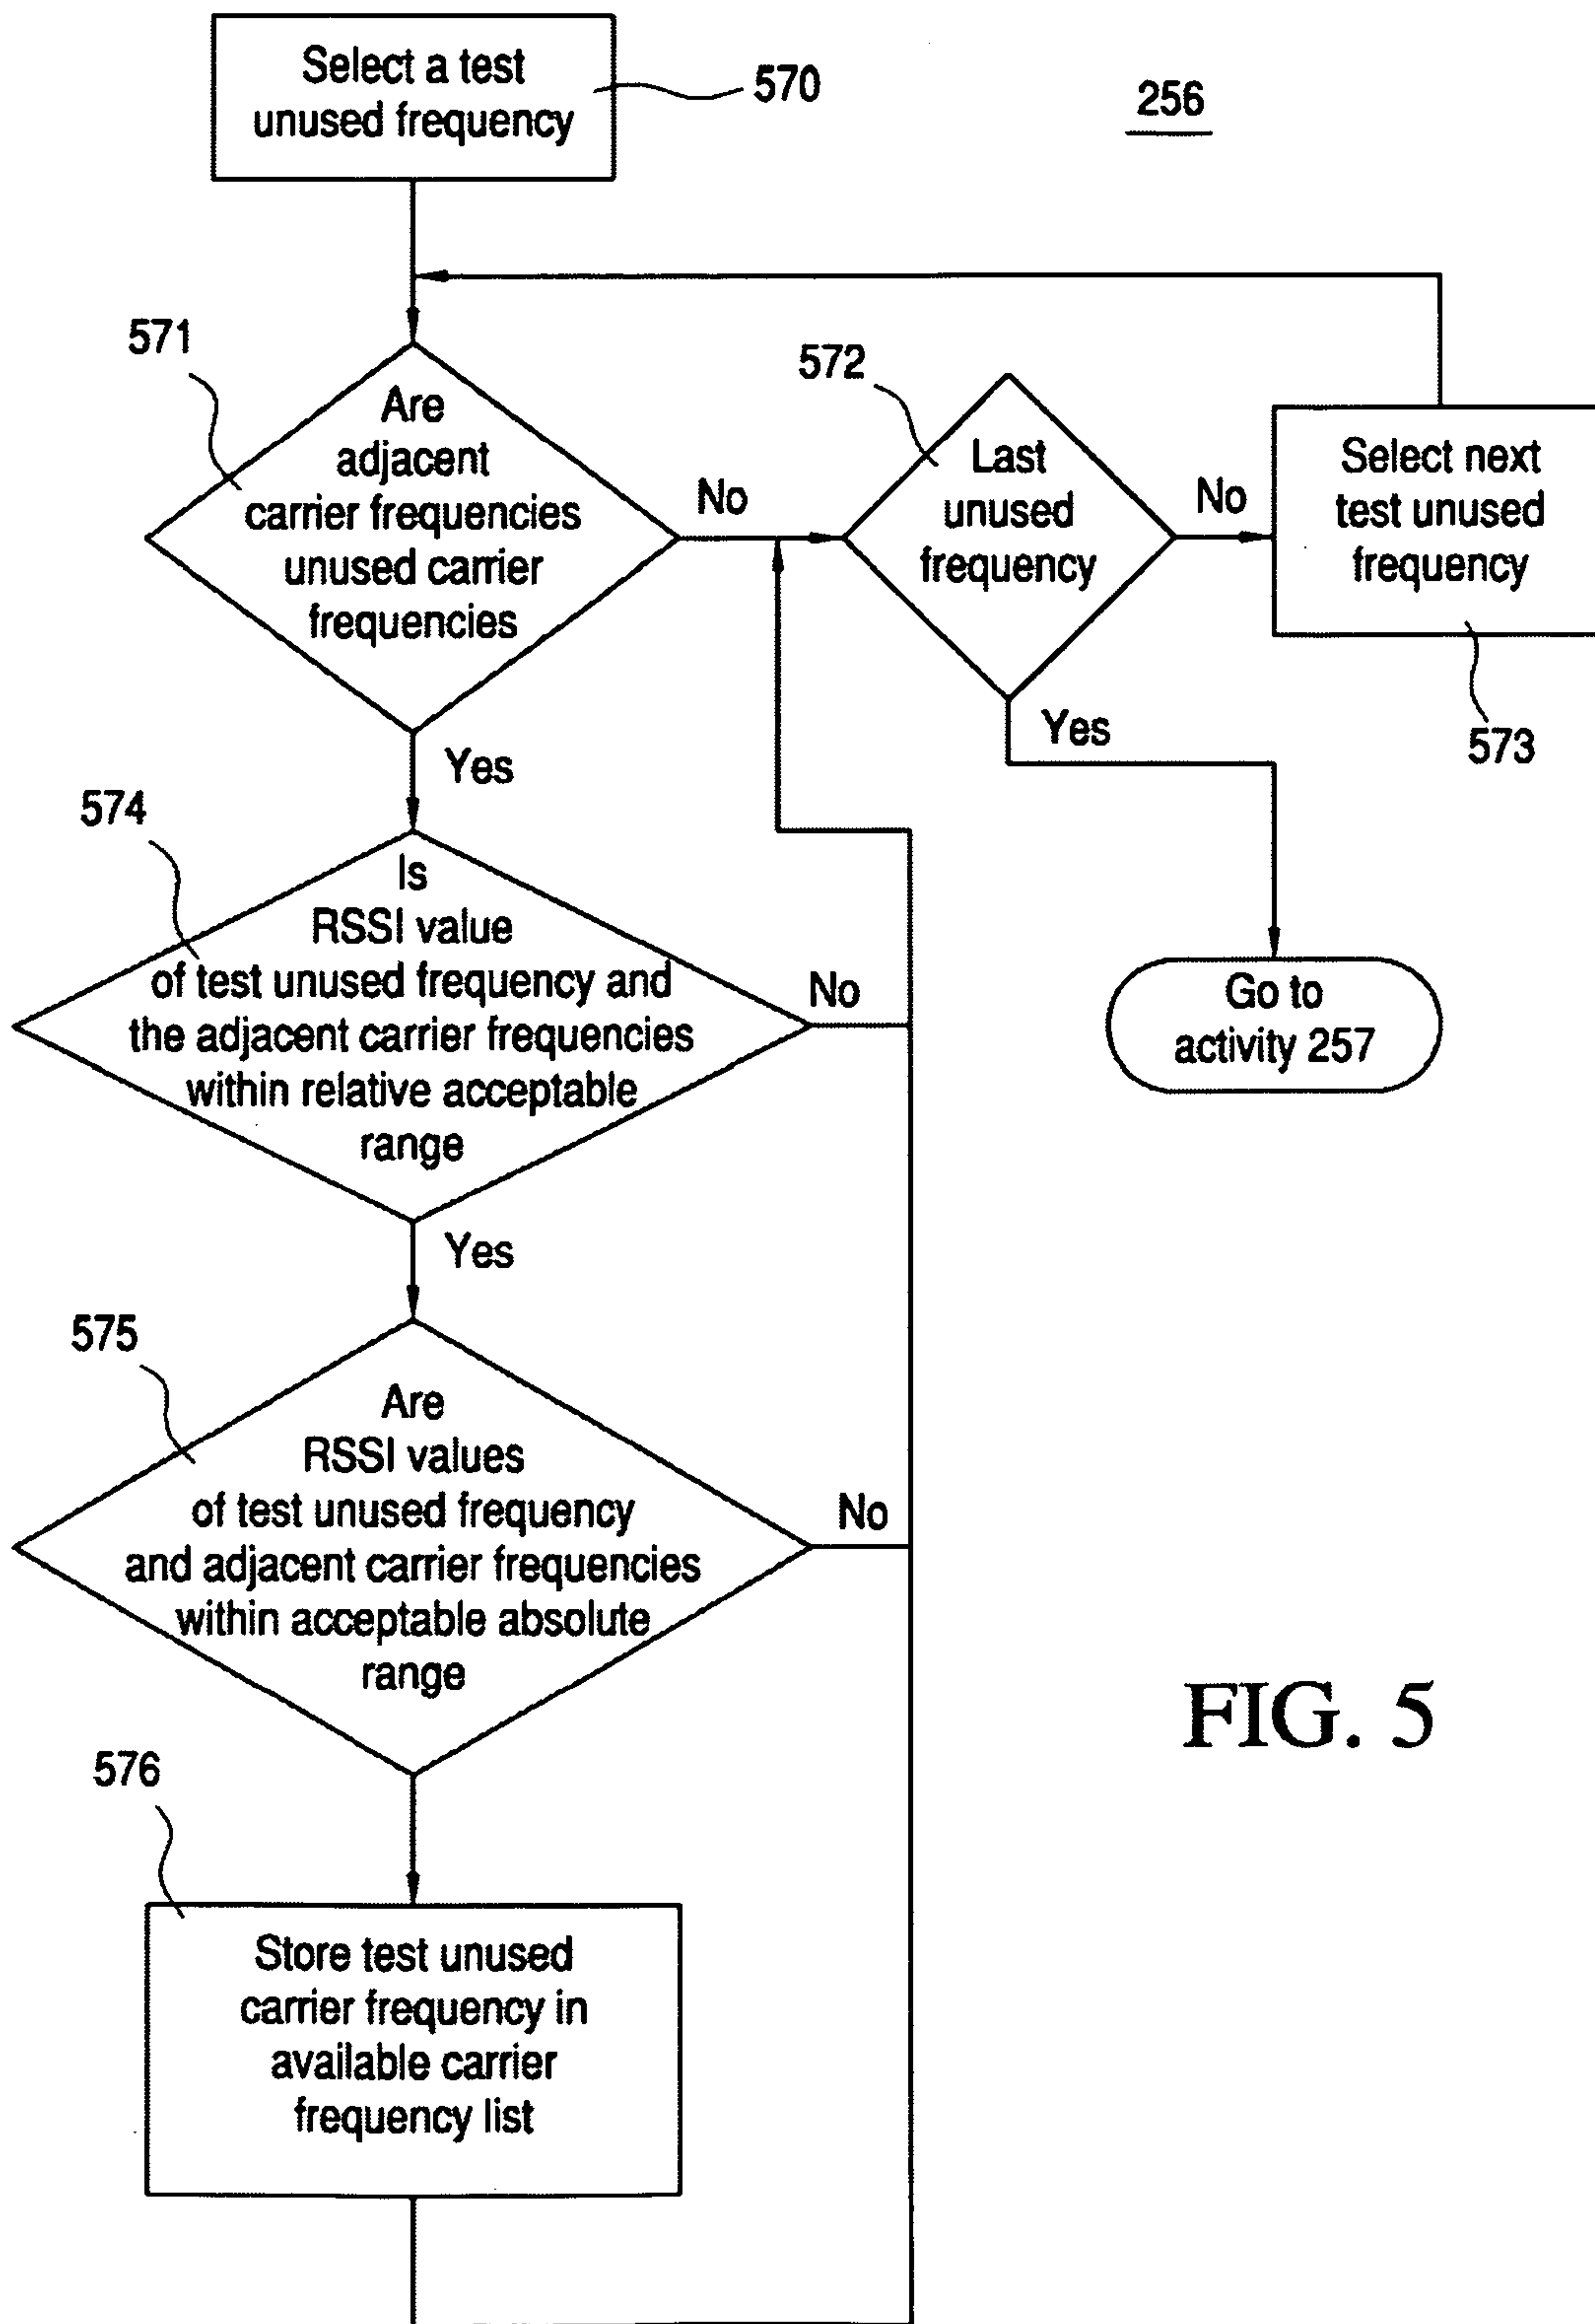 Select a test
unused frequency
570
256
571
Are
adjacent
carrier frequencies
unused carrier
frequencies
No
572
Last
unused
frequency
No
Select next
test unused
frequency
573
Yes
Yes
574
Is
RSSI value
of test unused frequency and
the adjacent carrier frequencies
within relative acceptable
range
No
Go to
activity 257
Yes
575
Are
RSSI values
of test unused frequency
and adjacent carrier frequencies
within acceptable absolute
range
No
FIG. 5
576
Store test unused
carrier frequency in
available carrier
frequency list